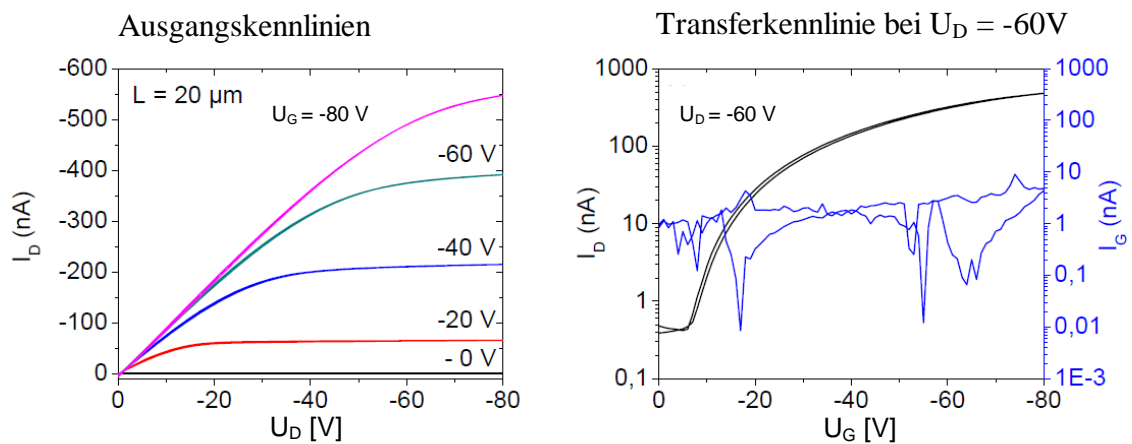 Ausgangskennlinien
-600
-500
-400
-300
-200
-100
0
I_D (nA)
L = 20 µm
U_G = -80 V
-60 V
-40 V
-20 V
- 0 V
0 -20 -40 -60 -80
U_D [V]
Transferkennlinie bei U_D = -60V
1000
100
10
1
0,1
I_D (nA)
U_D = -60 V
1000
100
10
1
0,1
0,01
1E-3
I_G (nA)
0 -20 -40 -60 -80
U_G [V]